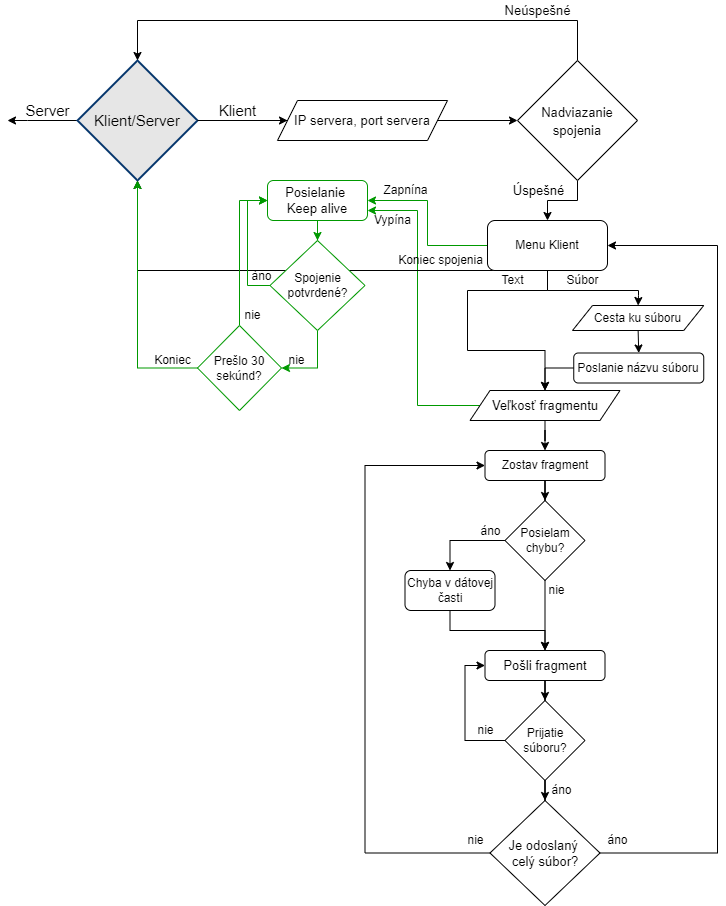 Neúspešné
Server
Klient/Server
Klient
IP servera, port servera
Nadviazanie
spojenia
Úspešné
Posielanie
Keep alive
Zapnína
Vypína
Menu Klient
Koniec spojenia
áno
Spojenie
potvrdené?
Text
Súbor
nie
Cesta ku súboru
Koniec
Prešlo 30
sekúnd?
nie
Poslanie názvu súboru
Veľkosť fragmentu
Zostav fragment
áno
Posielam
chybu?
Chyba v dátovej
časti
nie
Pošli fragment
nie
Prijatie
súboru?
áno
nie
Je odoslaný
celý súbor?
áno